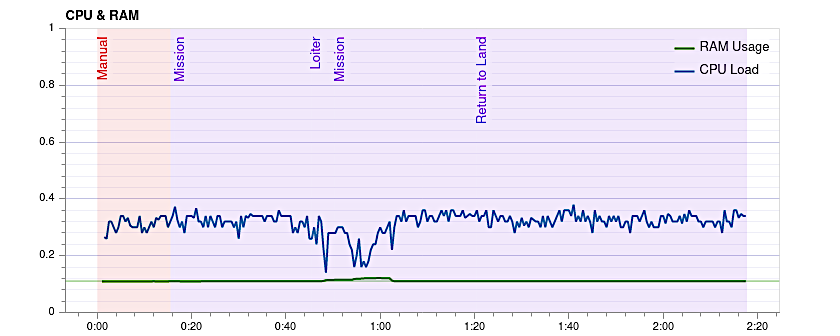 CPU & RAM
1
0.8
0.6
0.4
0.2
0
Manual
Mission
Loiter
Mission
Return to Land
RAM Usage
CPU Load
0:00 0:20 0:40 1:00 1:20 1:40 2:00 2:20